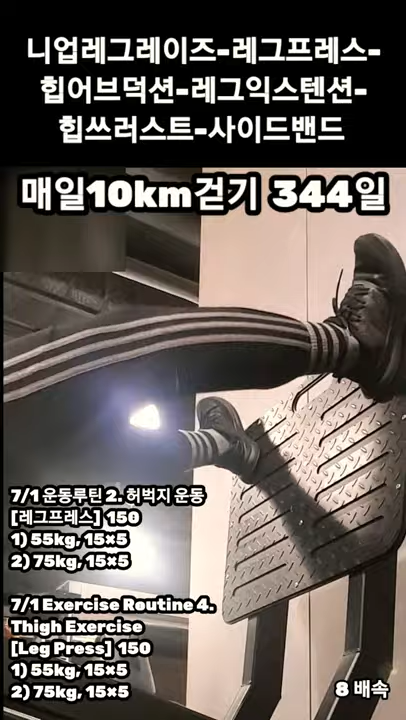 니업레그레이즈-레그프레스-
힙어브덕션-레그익스텐션-
힙쓰러스트-사이드밴드
매일10km걷기 344일
7/1 운동루틴 2. 허벅지 운동
[레그프레스] 150
1) 55kg, 15×5
2) 75kg, 15×5
7/1 Exercise Routine 4.
Thigh Exercise
[Leg Press] 150
1) 55kg, 15×5
2) 75kg, 15×5
8 배속